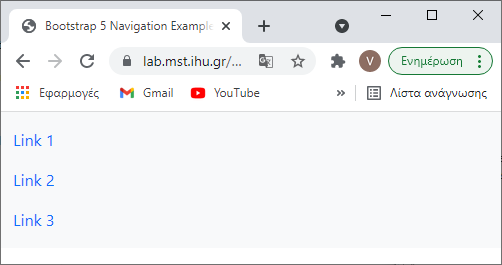 Bootstrap 5 Navigation Example
lab.mst.ihu.gr/... V Ενημέρωση
Εφαρμογές Gmail YouTube » Λίστα ανάγνωσης
Link 1
Link 2
Link 3